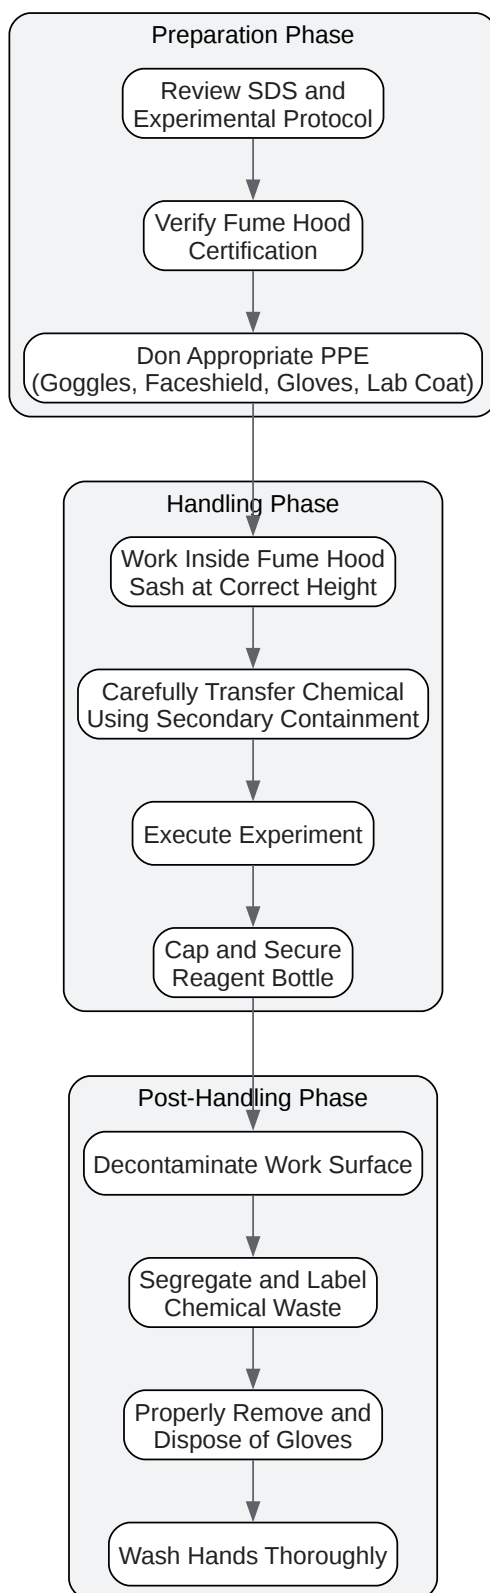 Preparation Phase
Review SDS and
Experimental Protocol
Verify Fume Hood
Certification
Don Appropriate PPE
(Goggles, Faceshield, Gloves, Lab Coat)
Handling Phase
Work Inside Fume Hood
Sash at Correct Height
Carefully Transfer Chemical
Using Secondary Containment
Execute Experiment
Cap and Secure
Reagent Bottle
Post-Handling Phase
Decontaminate Work Surface
Segregate and Label
Chemical Waste
Properly Remove and
Dispose of Gloves
Wash Hands Thoroughly